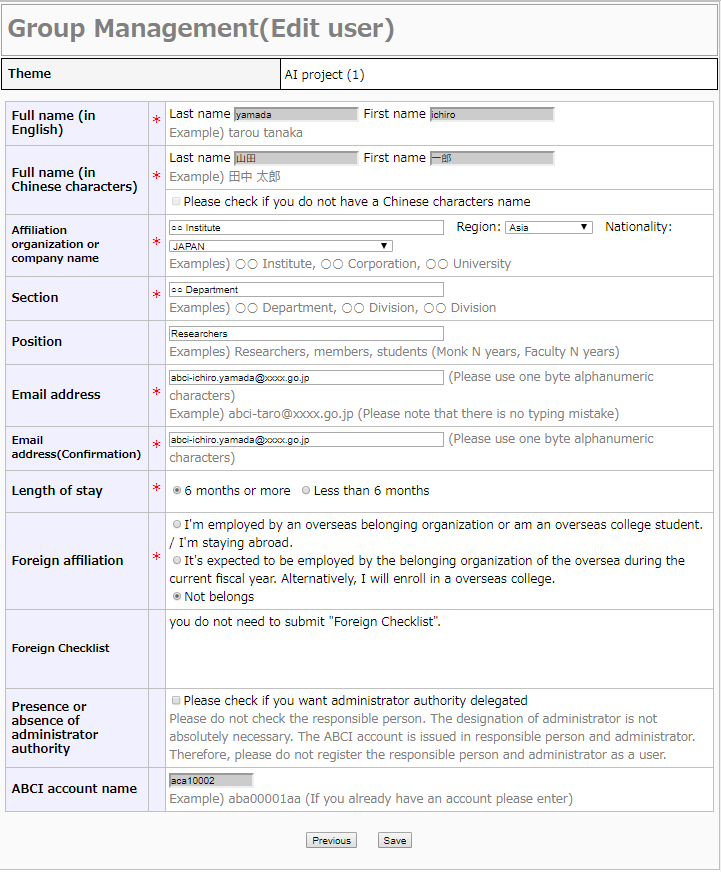 Group Management(Edit user)
Theme
AI project (1)
Full name (in English)
*
Last name yamada First name ichiro
Example) tarou tanaka
Full name (in Chinese characters)
*
Last name 山田 First name 一郎
Example) 田中 太郎
Please check if you do not have a Chinese characters name
Affiliation organization or company name
*
○○ Institute Region: Asia Nationality:
JAPAN
Examples) ○○ Institute, ○○ Corporation, ○○ University
Section
*
○○ Department
Examples) ○○ Department, ○○ Division, ○○ Division
Position
Researchers
Examples) Researchers, members, students (Monk N years, Faculty N years)
Email address
*
abci-ichiro.yamada@xxxx.go.jp (Please use one byte alphanumeric
characters)
Example) abci-taro@xxxx.go.jp (Please note that there is no typing mistake)
Email address(Confirmation)
*
abci-ichiro.yamada@xxxx.go.jp (Please use one byte alphanumeric
characters)
Length of stay
*
6 months or more Less than 6 months
Foreign affiliation
*
I'm employed by an overseas belonging organization or am an overseas college student.
/ I'm staying abroad.
It's expected to be employed by the belonging organization of the oversea during the
current fiscal year. Alternatively, I will enroll in a overseas college.
Not belongs
Foreign Checklist
you do not need to submit "Foreign Checklist".
Presence or absence of administrator authority
Please check if you want administrator authority delegated
Please do not check the responsible person. The designation of administrator is not
absolutely necessary. The ABCI account is issued in responsible person and administrator.
Therefore, please do not register the responsible person and administrator as a user.
ABCI account name
aca10002
Example) aba00001aa (If you already have an account please enter)
Previous Save